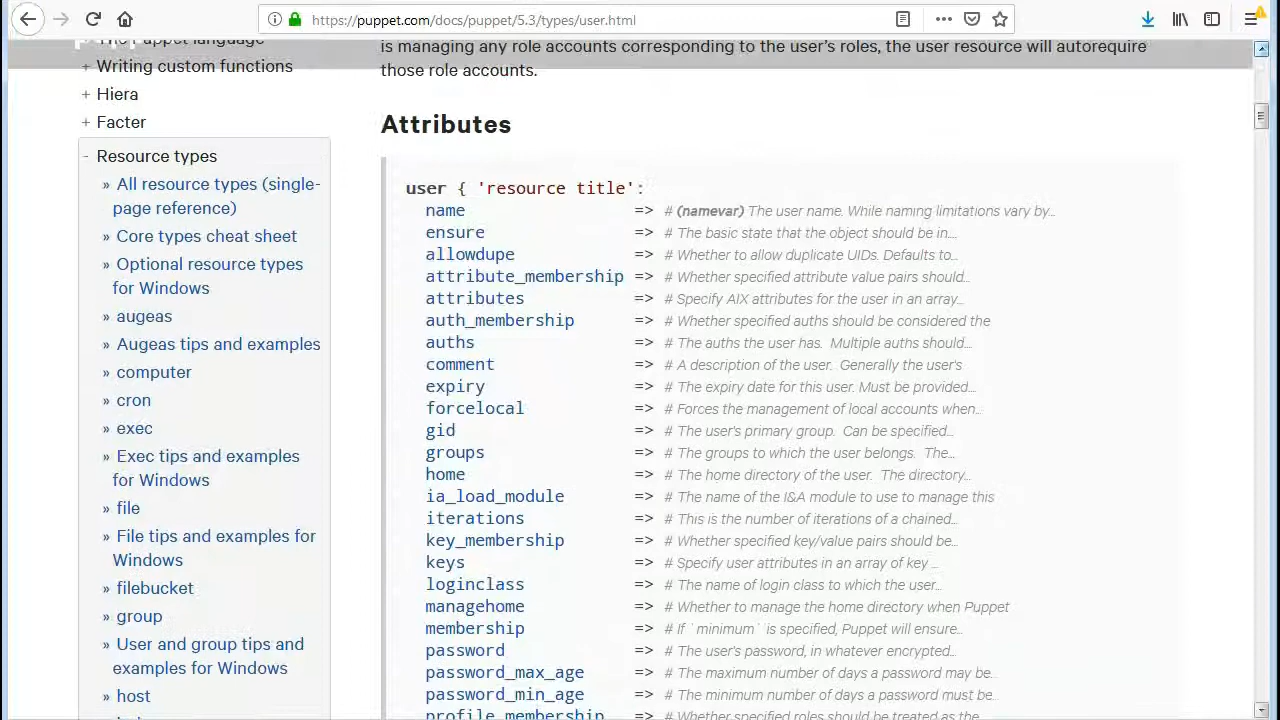 https://puppet.com/docs/puppet/5.3/types/user.html
The Puppet language
+ Writing custom functions
+ Hiera
+ Facter
- Resource types
» All resource types (single-
page reference)
» Core types cheat sheet
» Optional resource types
for Windows
» augeas
» Augeas tips and examples
» computer
» cron
» exec
» Exec tips and examples
for Windows
» file
» File tips and examples for
Windows
» filebucket
» group
» User and group tips and
examples for Windows
» host
is managing any role accounts corresponding to the user's roles, the user resource will autorequire
those role accounts.
Attributes
user { 'resource title':
name => # (namevar) The user name. While naming limitations vary by...
ensure => # The basic state that the object should be in....
allowdupe => # Whether to allow duplicate UIDs. Defaults to...
attribute_membership => # Whether specified attribute value pairs should...
attributes => # Specify AIX attributes for the user in an array...
auth_membership => # Whether specified auths should be considered the
auths => # The auths the user has. Multiple auths should...
comment => # A description of the user. Generally the user's
expiry => # The expiry date for this user. Must be provided...
forcelocal => # Forces the management of local accounts when...
gid => # The user's primary group. Can be specified...
groups => # The groups to which the user belongs. The...
home => # The home directory of the user. The directory...
ia_load_module => # The name of the I&A module to use to manage this
iterations => # This is the number of iterations of a chained...
key_membership => # Whether specified key/value pairs should be...
keys => # Specify user attributes in an array of key ...
loginclass => # The name of login class to which the user...
managehome => # Whether to manage the home directory when Puppet
membership => # If `minimum` is specified, Puppet will ensure...
password => # The user's password, in whatever encrypted...
password_max_age => # The maximum number of days a password may be...
password_min_age => # The minimum number of days a password must be...
profile_membership => # Whether specified roles should be treated as the